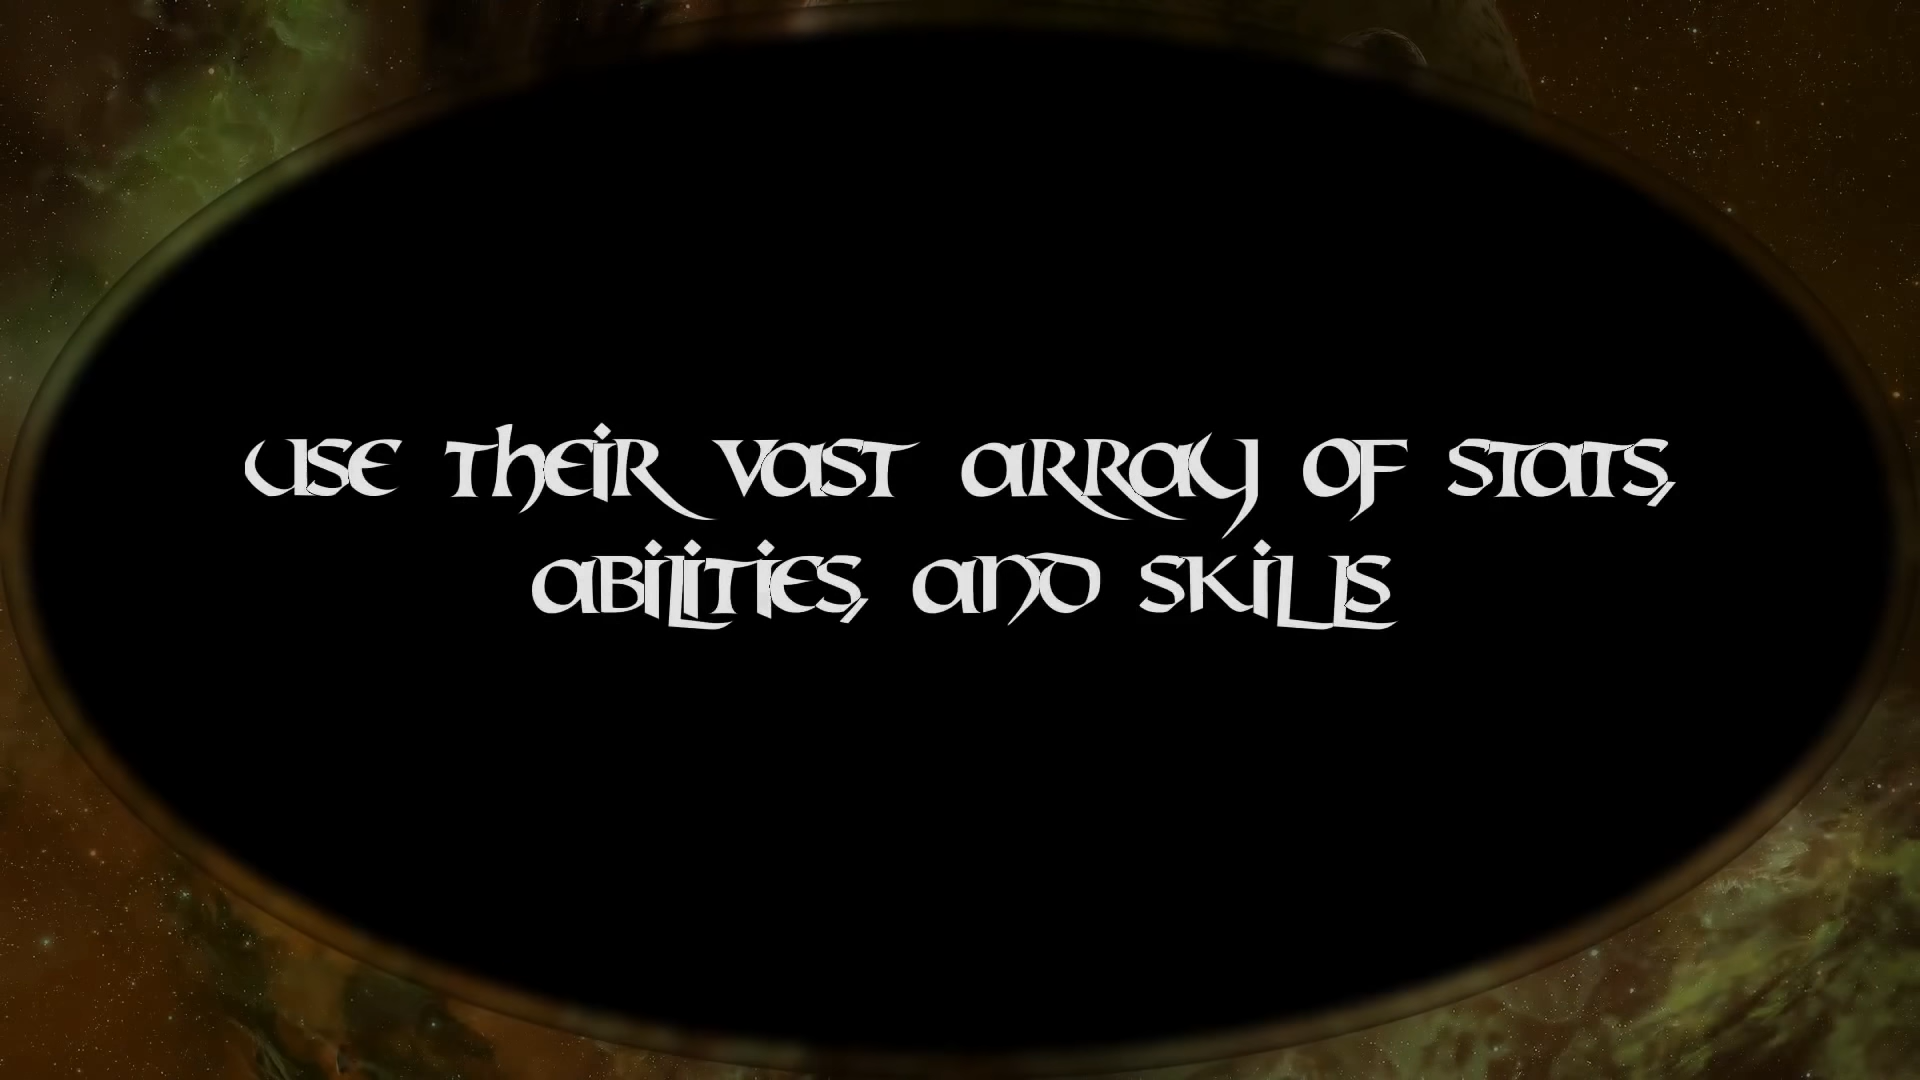 Use their vast array of stats,
abilities, and skills